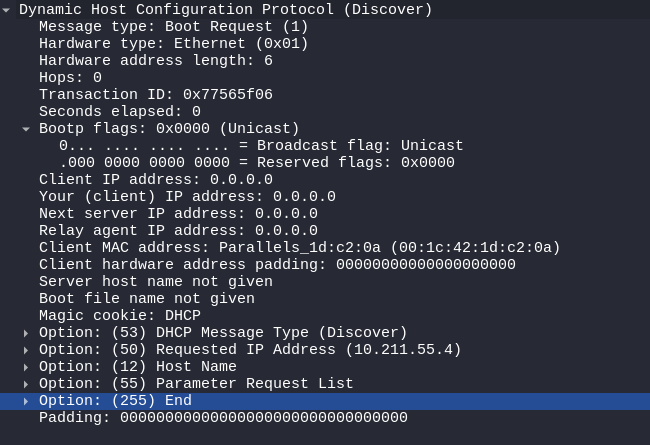 Dynamic Host Configuration Protocol (Discover)
Message type: Boot Request (1)
Hardware type: Ethernet (0x01)
Hardware address length: 6
Hops: 0
Transaction ID: 0x77565f06
Seconds elapsed: 0
Bootp flags: 0x0000 (Unicast)
0... .... .... .... = Broadcast flag: Unicast
.000 0000 0000 0000 = Reserved flags: 0x0000
Client IP address: 0.0.0.0
Your (client) IP address: 0.0.0.0
Next server IP address: 0.0.0.0
Relay agent IP address: 0.0.0.0
Client MAC address: Parallels_1d:c2:0a (00:1c:42:1d:c2:0a)
Client hardware address padding: 00000000000000000000
Server host name not given
Boot file name not given
Magic cookie: DHCP
Option: (53) DHCP Message Type (Discover)
Option: (50) Requested IP Address (10.211.55.4)
Option: (12) Host Name
Option: (55) Parameter Request List
Option: (255) End
Padding: 00000000000000000000000000000000